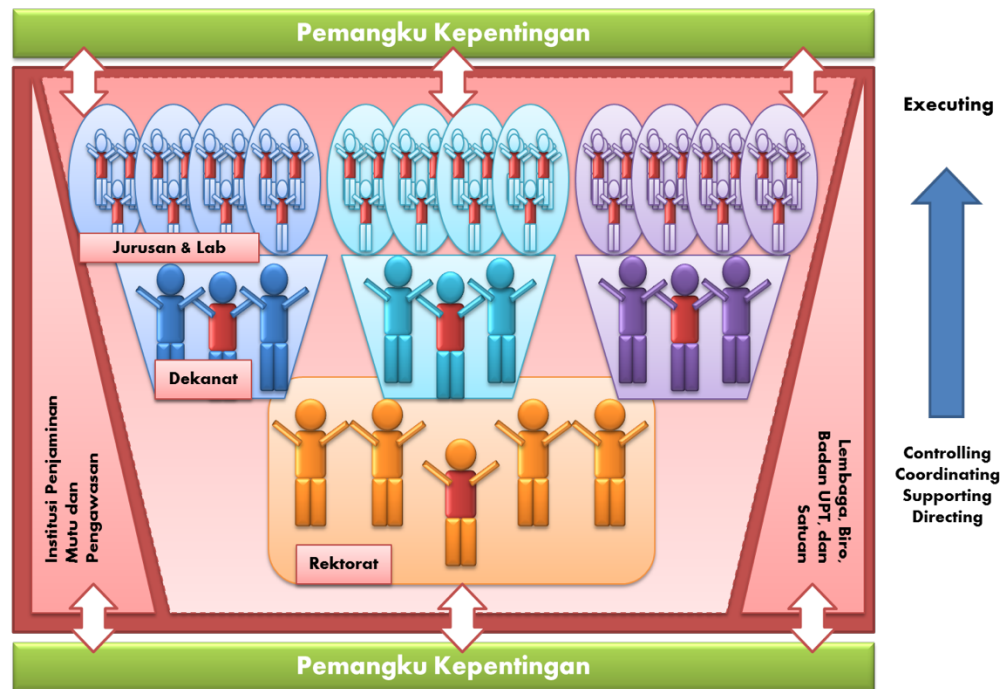 Pemangku Kepentingan
Executing
Jurusan & Lab
Dekanat
Rektorat
Institusi Penjaminan
Mutu dan
Pengawasan
Lembaga, Biro,
Badan UPT, dan
Satuan
Controlling
Coordinating
Supporting
Directing
Pemangku Kepentingan